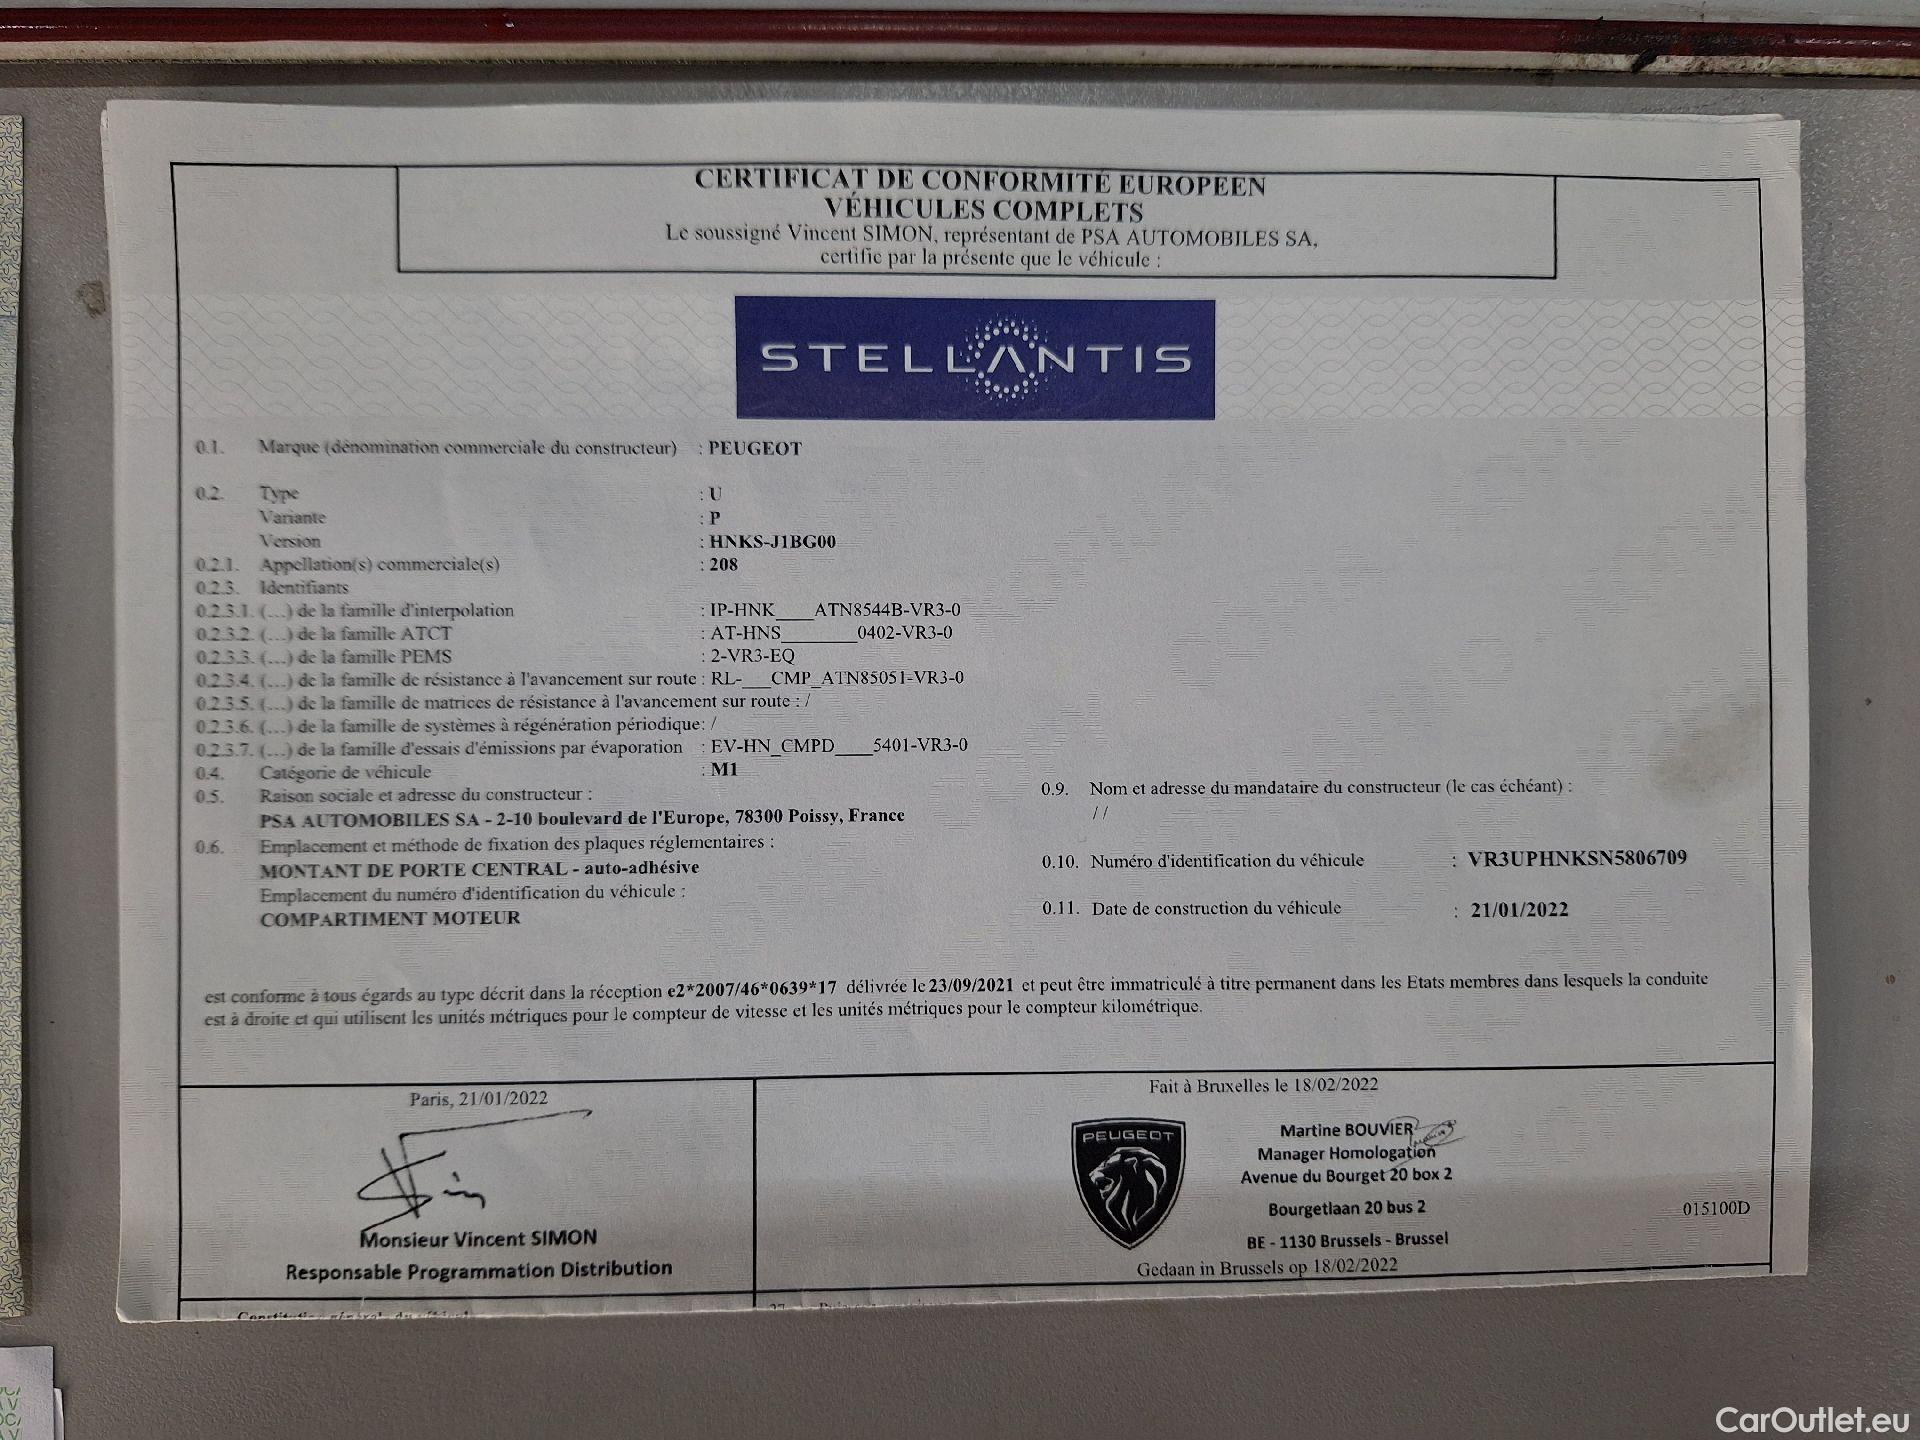 CERTIFICAT DE CONFORMITÉ EUROPEEN
VÉHICULES COMPLETS
Le soussigné Vincent SIMON, représentant de PSA AUTOMOBILES SA,
certifie par la présente que le véhicule :
STELLANTIS
0.1. Marque (dénomination commerciale du constructeur) : PEUGEOT
0.2. Type : U
Variante : P
Version : HNKS-J1BG00
0.2.1. Appellation(s) commerciale(s) : 208
0.2.3. Identifiants
0.2.3.1. (...) de la famille d'interpolation : IP-HNK____ATN8544B-VR3-0
0.2.3.2. (...) de la famille ATCT : AT-HNS________0402-VR3-0
0.2.3.3. (...) de la famille PEMS : 2-VR3-EQ
0.2.3.4. (...) de la famille de résistance à l'avancement sur route : RL-___CMP_ATN85051-VR3-0
0.2.3.5. (...) de la famille de matrices de résistance à l'avancement sur route : /
0.2.3.6. (...) de la famille de systèmes à régénération périodique: /
0.2.3.7. (...) de la famille d'essais d'émissions par évaporation : EV-HN_CMPD____5401-VR3-0
0.4. Catégorie de véhicule : M1
0.5. Raison sociale et adresse du constructeur :
PSA AUTOMOBILES SA - 2-10 boulevard de l'Europe, 78300 Poissy, France
0.6. Emplacement et méthode de fixation des plaques réglementaires :
MONTANT DE PORTE CENTRAL - auto-adhésive
Emplacement du numéro d'identification du véhicule :
COMPARTIMENT MOTEUR
0.9. Nom et adresse du mandataire du constructeur (le cas échéant) :
/ /
0.10. Numéro d'identification du véhicule : VR3UPHNKSN5806709
0.11. Date de construction du véhicule : 21/01/2022
est conforme à tous égards au type décrit dans la réception e2*2007/46*0639*17 délivrée le 23/09/2021 et peut être immatriculé à titre permanent dans les Etats membres dans lesquels la conduite
est à droite et qui utilisent les unités métriques pour le compteur de vitesse et les unités métriques pour le compteur kilométrique.
Paris, 21/01/2022
Monsieur Vincent SIMON
Responsable Programmation Distribution
Fait à Bruxelles le 18/02/2022
PEUGEOT
Martine BOUVIER
Manager Homologation
Avenue du Bourget 20 box 2
Bourgetlaan 20 bus 2
BE - 1130 Brussels - Brussel
Gedaan in Brussels op 18/02/2022
015100D
CarOutlet.eu